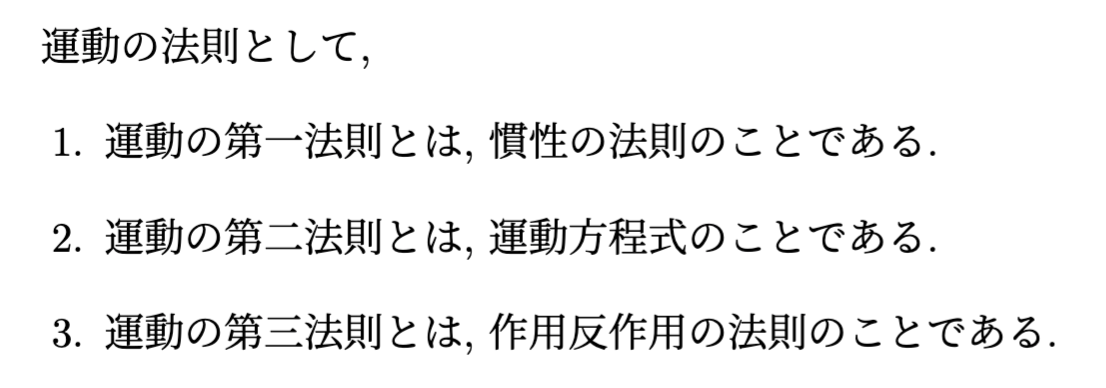 運動の法則として,
1. 運動の第一法則とは, 慣性の法則のことである.
2. 運動の第二法則とは, 運動方程式のことである.
3. 運動の第三法則とは, 作用反作用の法則のことである.